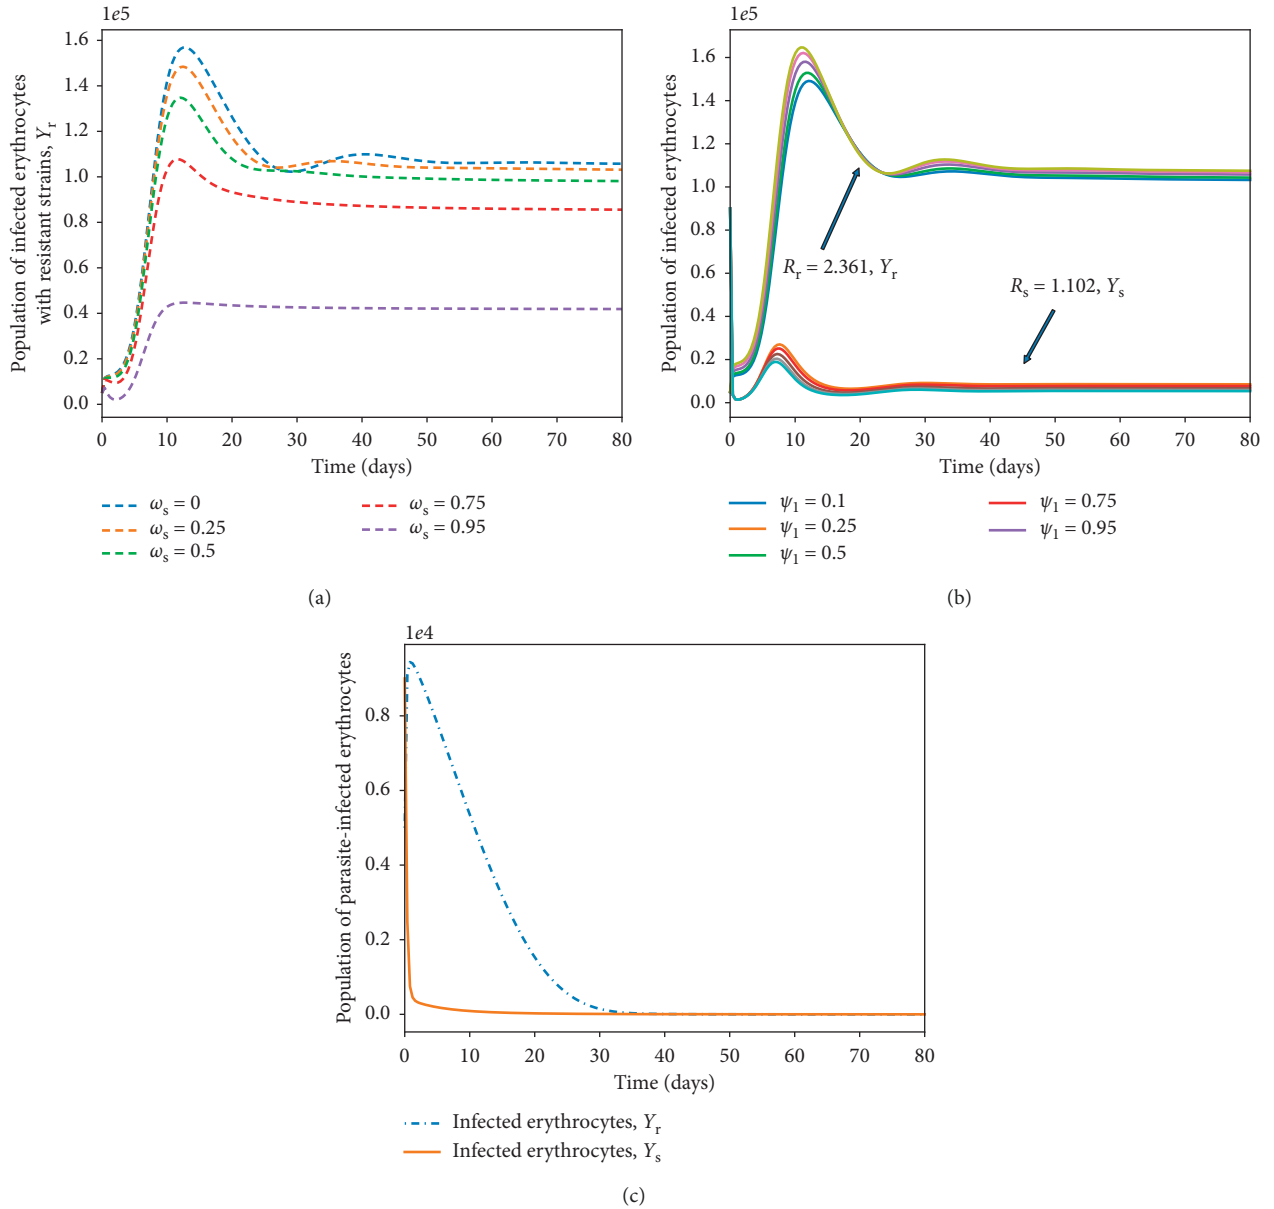 1e5
Population of infected erythrocytes
with resistant strains, Yr
1.6
1.4
1.2
1.0
0.8
0.6
0.4
0.2
0.0
0 10 20 30 40 50 60 70 80
Time (days)
ωs = 0
ωs = 0.25
ωs = 0.5
ωs = 0.75
ωs = 0.95
(a)
1e5
Population of infected erythrocytes
1.6
1.4
1.2
1.0
0.8
0.6
0.4
0.2
0.0
Rr = 2.361, Yr
Rs = 1.102, Ys
0 10 20 30 40 50 60 70 80
Time (days)
ψ1 = 0.1
ψ1 = 0.25
ψ1 = 0.5
ψ1 = 0.75
ψ1 = 0.95
(b)
1e4
Population of parasite-infected erythrocytes
0.8
0.6
0.4
0.2
0.0
0 10 20 30 40 50 60 70 80
Time (days)
Infected erythrocytes, Yr
Infected erythrocytes, Ys
(c)